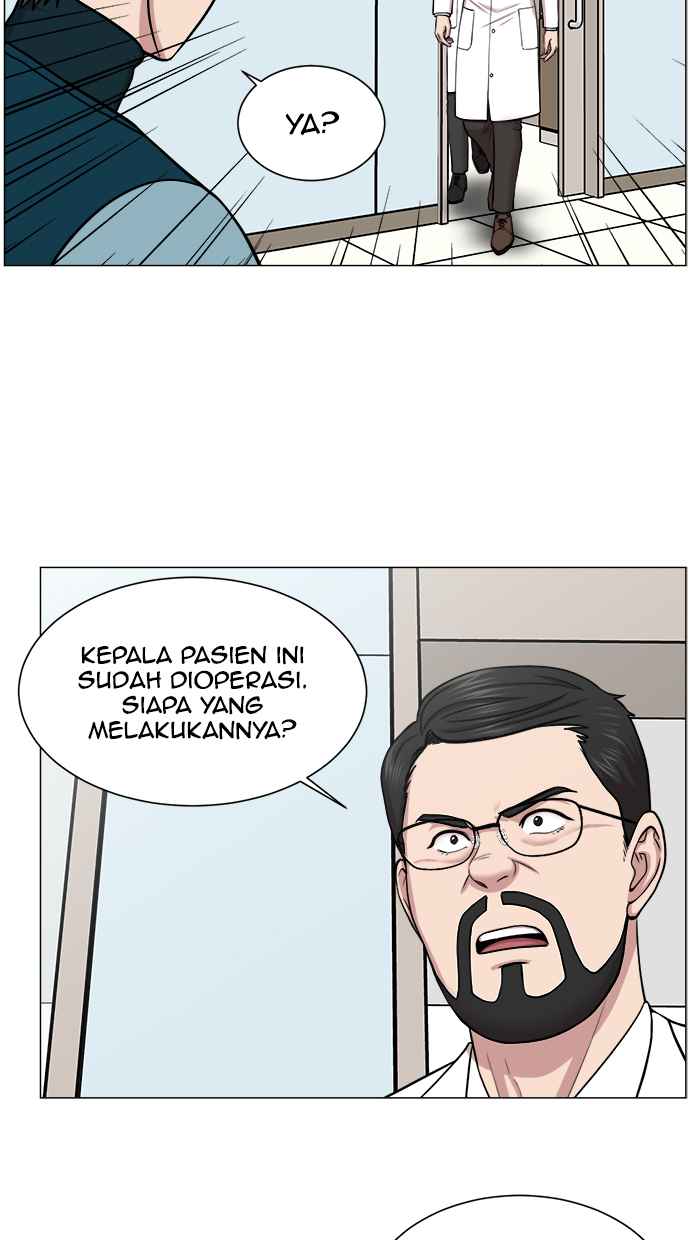 YA?
KEPALA PASIEN INI
SUDAH DIOPERASI.
SIAPA YANG
MELAKUKANNYA?